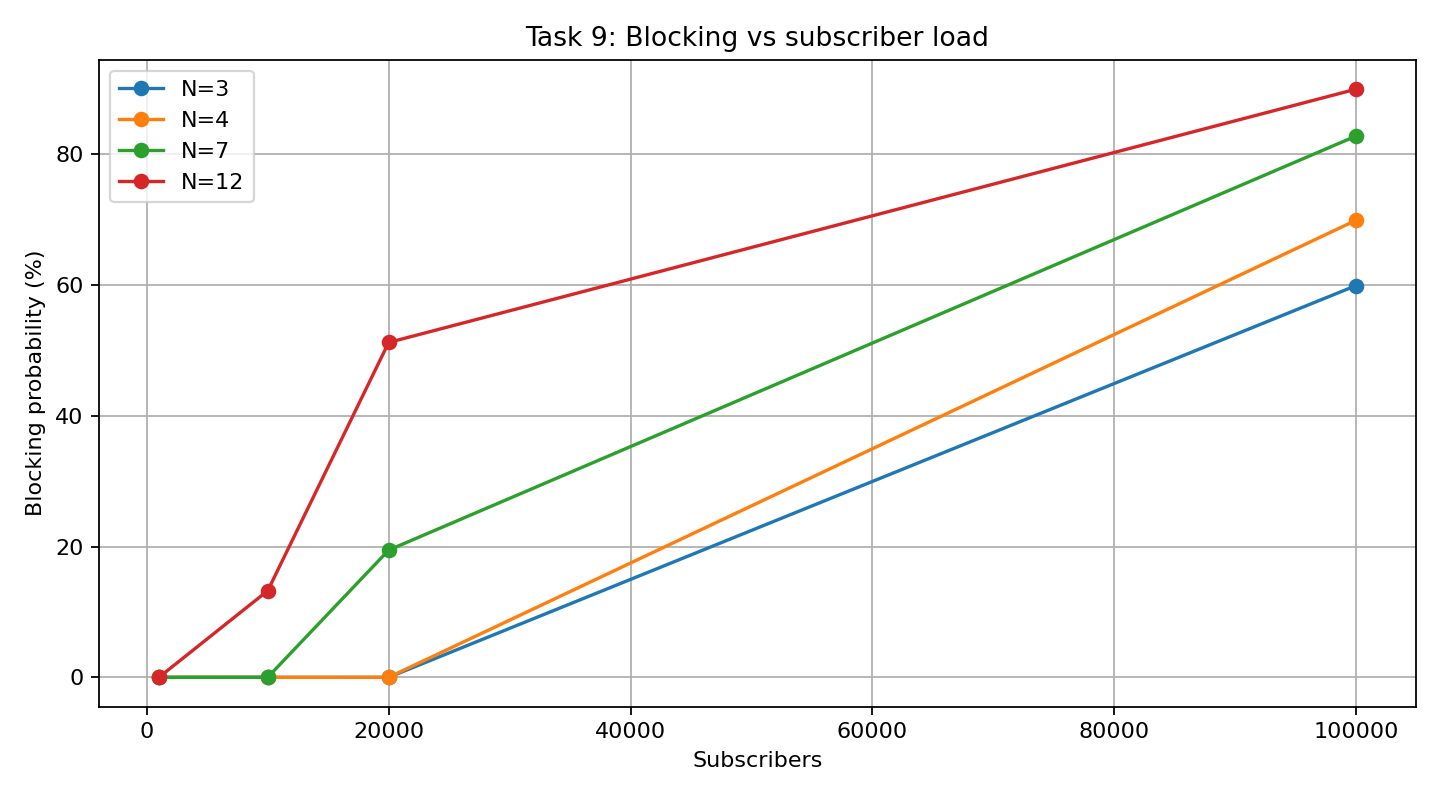 Task 9: Blocking vs subscriber load
N=3
N=4
N=7
N=12
Blocking probability (%)
80
60
40
20
0
0 20000 40000 60000 80000 100000
Subscribers